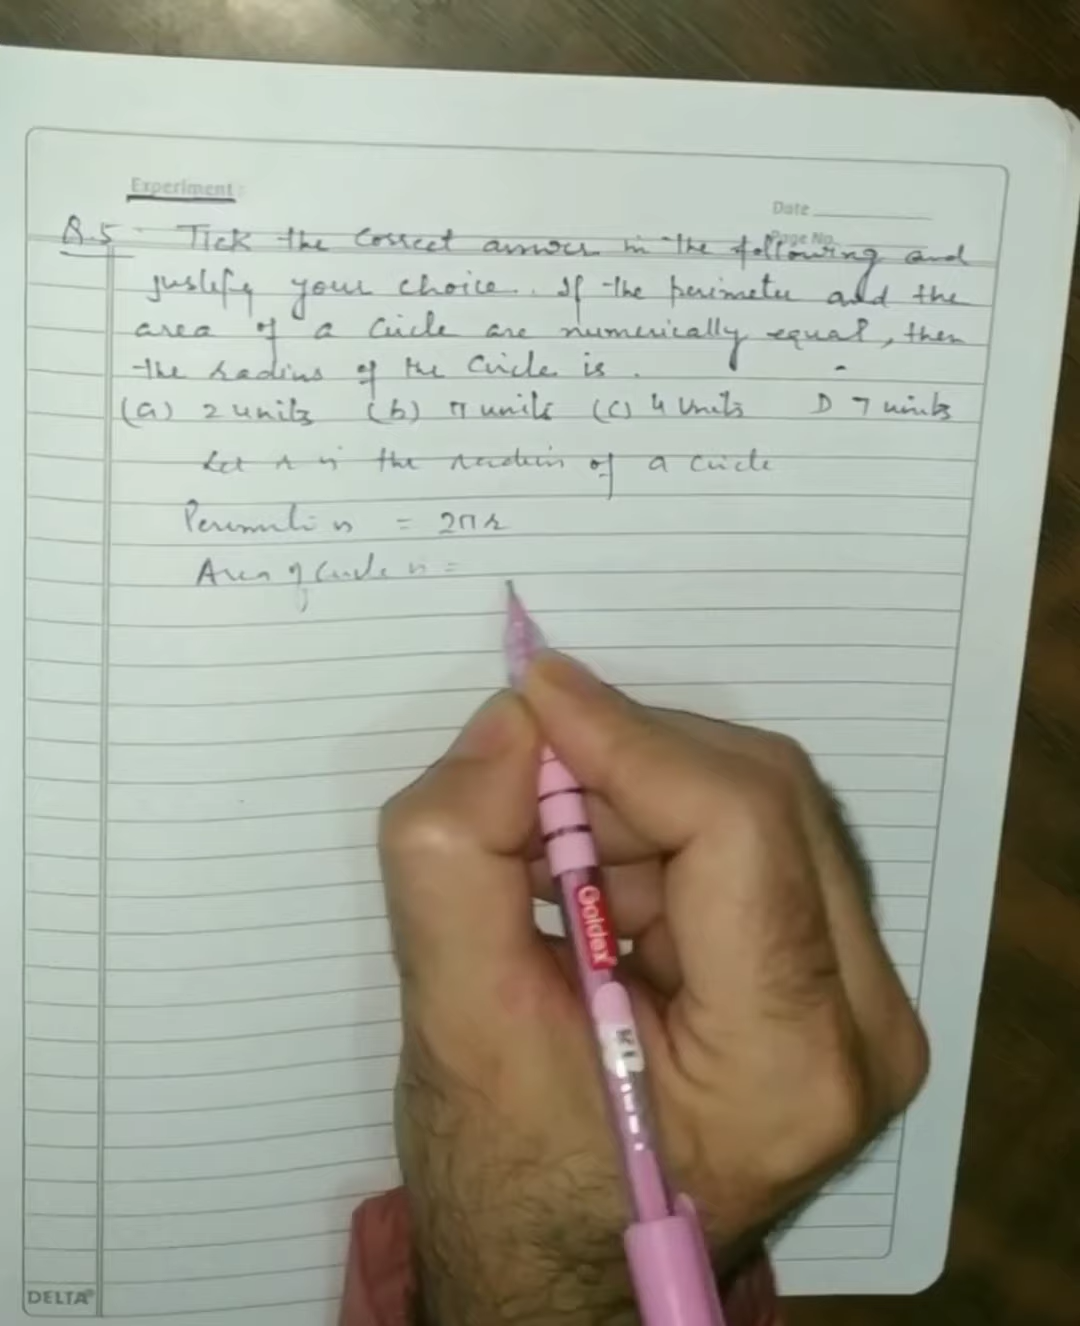 Experiment :
Date
Page No.
Q.5 Tick the correct answer in the following and
justify your choice. If the perimeter and the
area of a circle are numerically equal, then
the radius of the circle is .
(a) 2 units (b) π units (c) 4 units D 7 units
Let r is the radius of a circle
Perimeter is = 2πr
Area of Circle is =
Goldex
DELTA